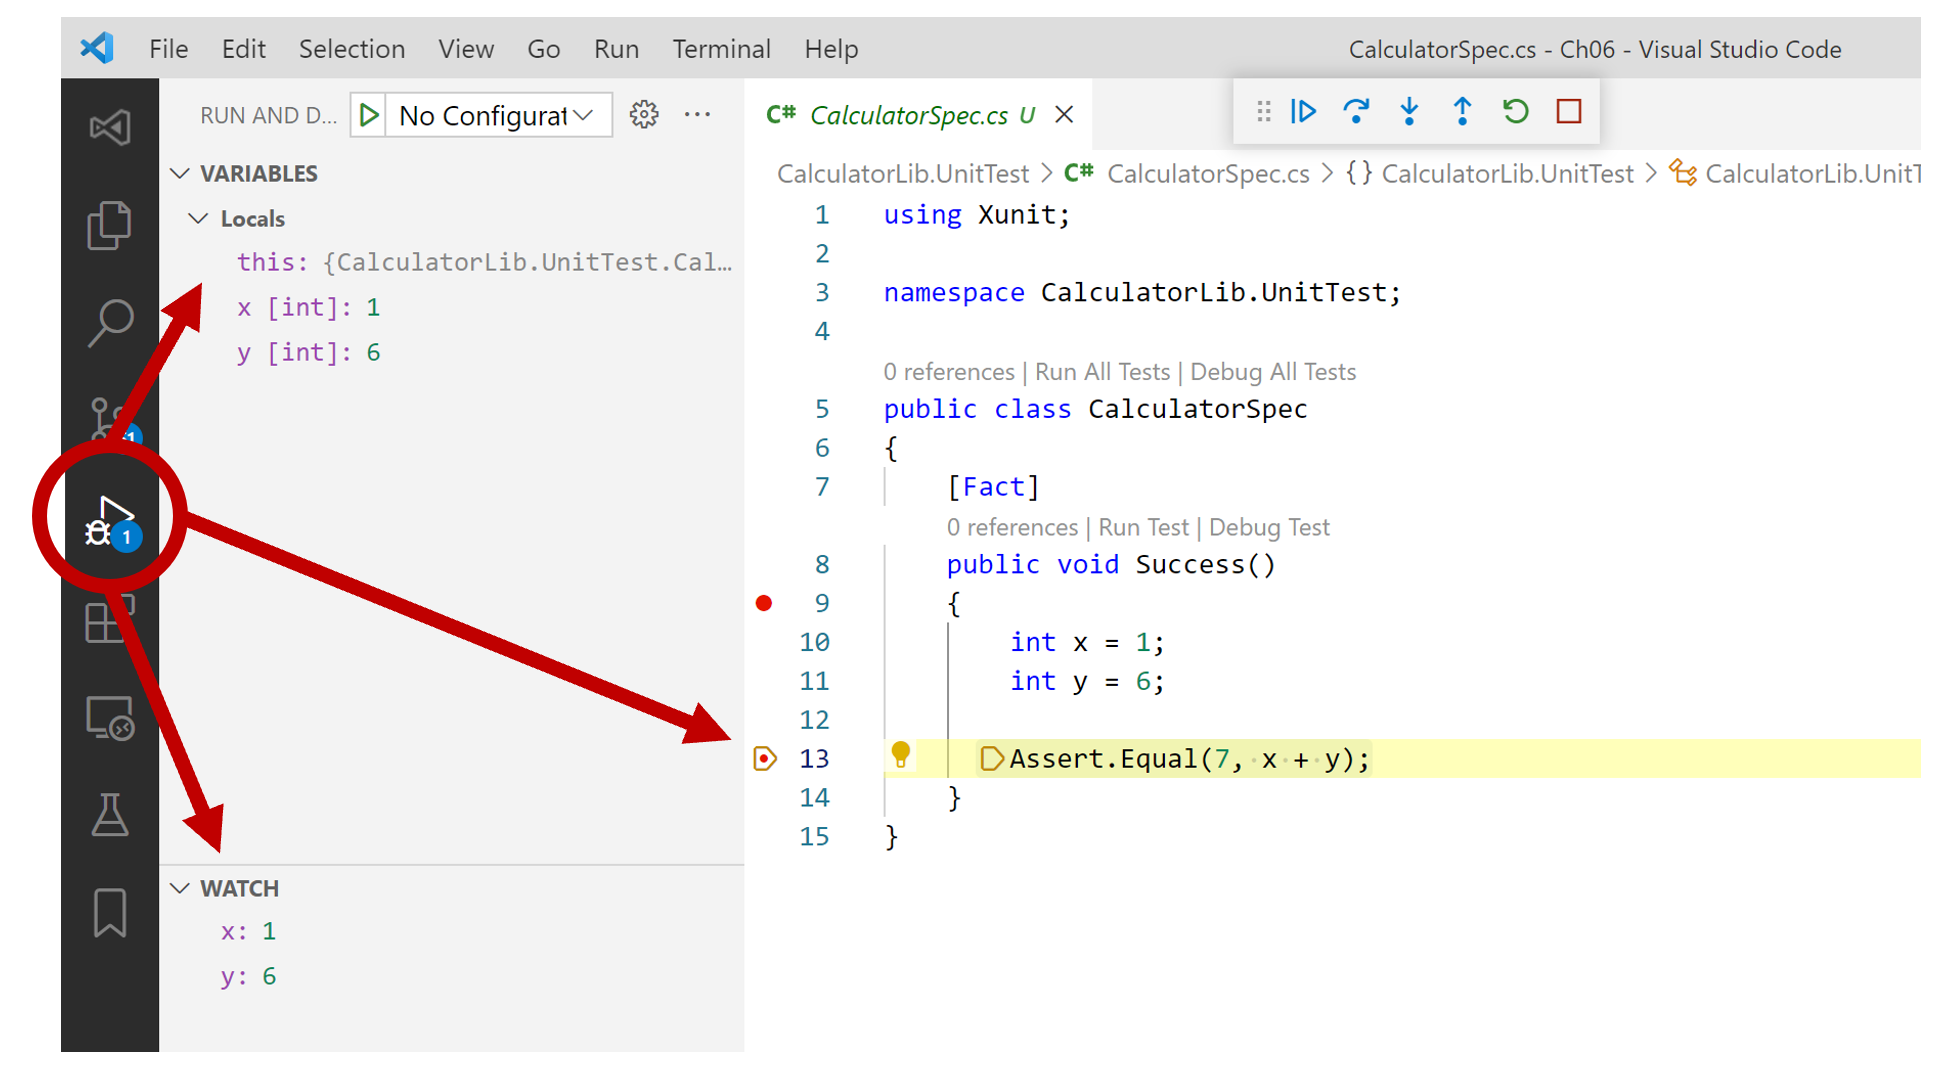 File Edit Selection View Go Run Terminal Help CalculatorSpec.cs - Ch06 - Visual Studio Code
RUN AND D... No Configurat
VARIABLES
Locals
this: {CalculatorLib.UnitTest.Cal...
x [int]: 1
y [int]: 6
1
1
WATCH
x: 1
y: 6
C# CalculatorSpec.cs U
CalculatorLib.UnitTest > C# CalculatorSpec.cs > {} CalculatorLib.UnitTest > CalculatorLib.UnitT
1 using Xunit;
2
3 namespace CalculatorLib.UnitTest;
4
0 references | Run All Tests | Debug All Tests
5 public class CalculatorSpec
6 {
7 [Fact]
0 references | Run Test | Debug Test
8 public void Success()
9 {
10 int x = 1;
11 int y = 6;
12
13 Assert.Equal(7, x + y);
14 }
15 }